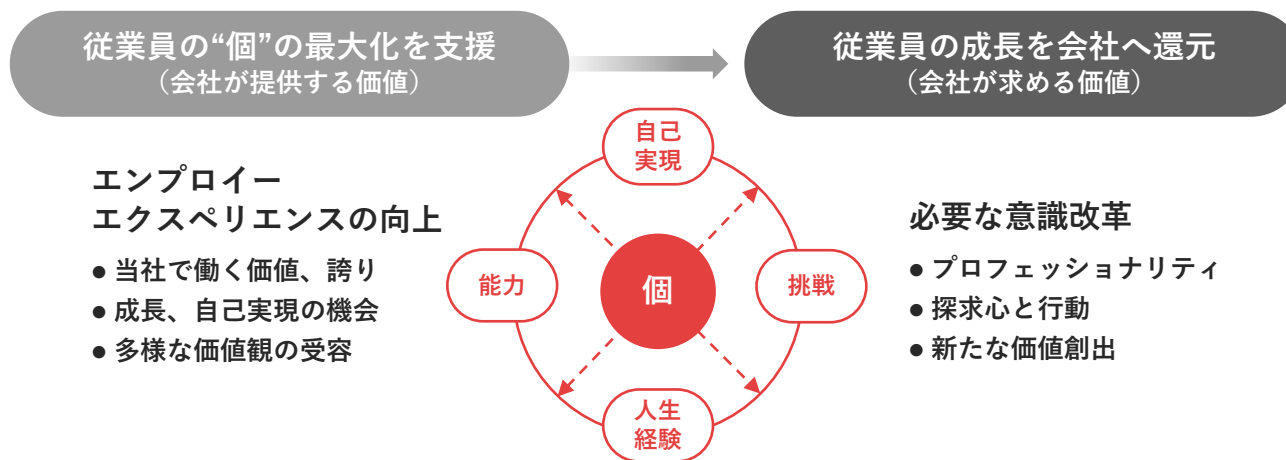 従業員の“個”の最大化を支援
（会社が提供する価値）
従業員の成長を会社へ還元
（会社が求める価値）
エンプロイー
エクスペリエンスの向上
● 当社で働く価値、誇り
● 成長、自己実現の機会
● 多様な価値観の受容
自己
実現
能力
個
挑戦
人生
経験
必要な意識改革
● プロフェッショナリティ
● 探求心と行動
● 新たな価値創出